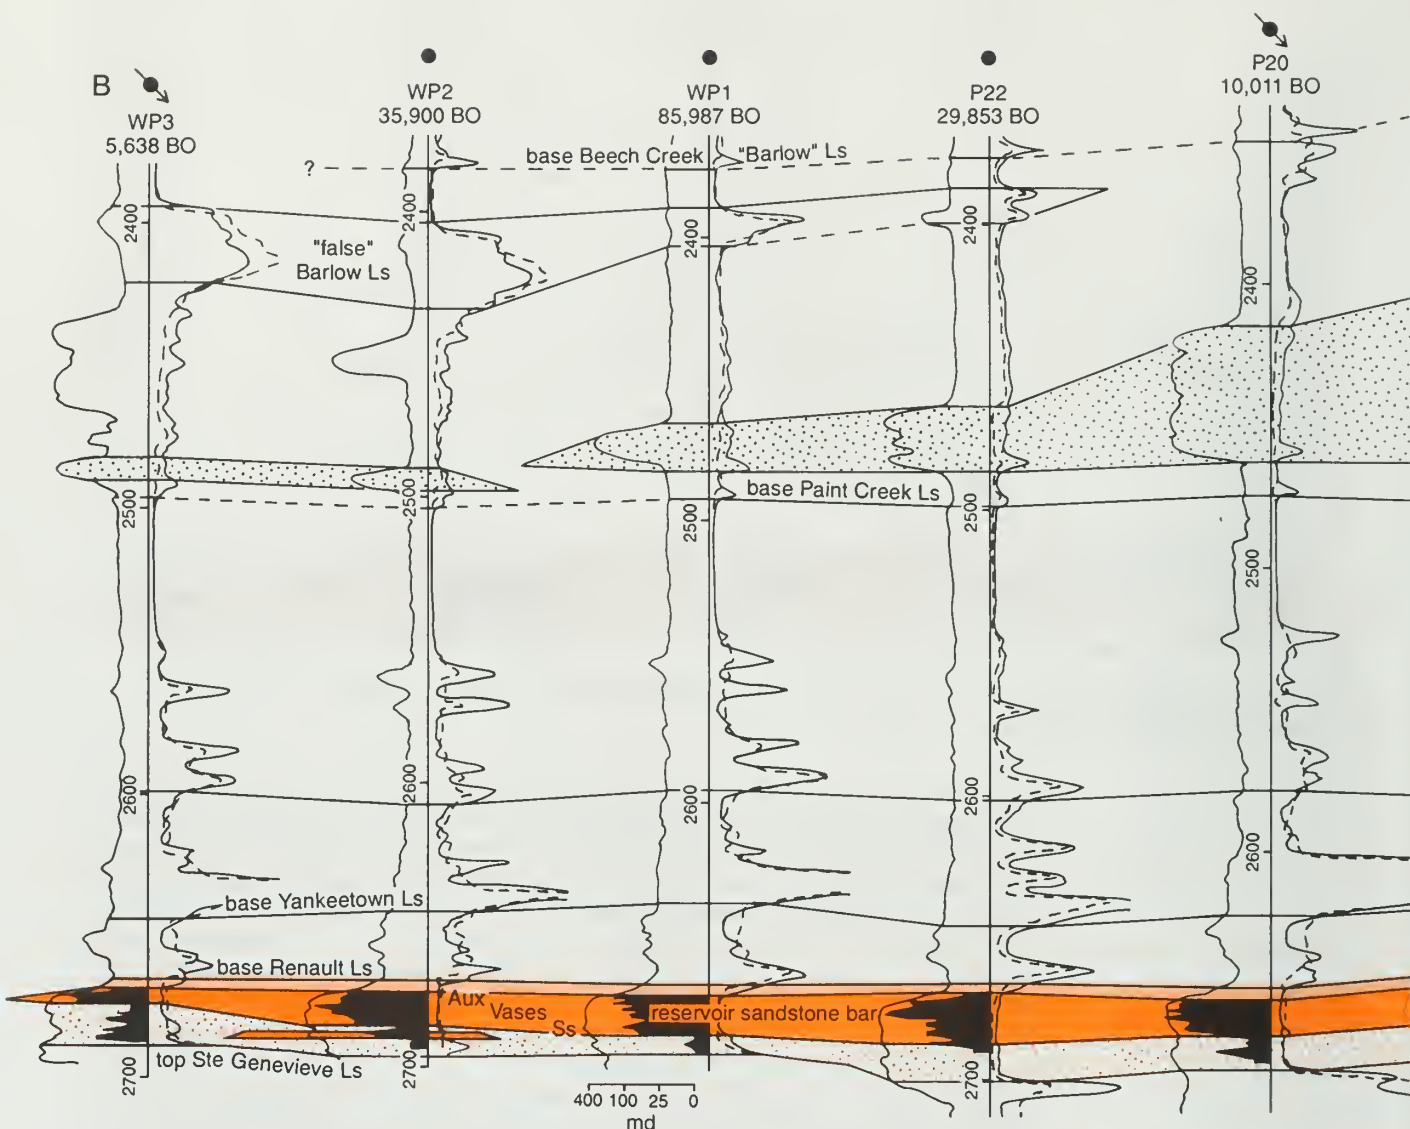 B
WP3
5,638 BO
WP2
35,900 BO
WP1
85,987 BO
P22
29,853 BO
P20
10,011 BO
?
base Beech Creek
"Barlow" Ls
2400
2400
2400
2400
2400
"false"
Barlow Ls
base Paint Creek Ls
2500
2500
2500
2500
2500
2600
2600
2600
2600
2600
base Yankeetown Ls
base Renault Ls
Aux
Vases
Ss
reservoir sandstone bar
top Ste Genevieve Ls
2700
2700
2700
400 100 25 0
md